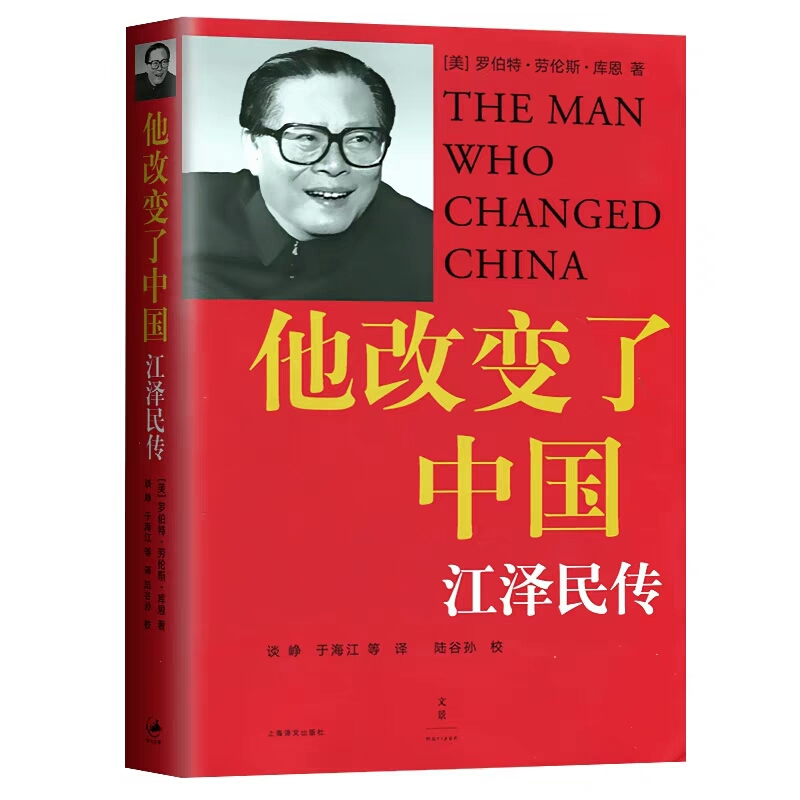 [美] 罗伯特·劳伦斯·库恩 著
THE MAN
WHO
CHANGED
CHINA
他改变了
中国
江泽民传
谈 峥 于海江 等 译 陆谷孙 校
文
景
上海译文出版社
他改变了中国
江泽民传
[美] 罗伯特·劳伦斯·库恩 著
谈 峥 于海江 等 译 陆谷孙 校